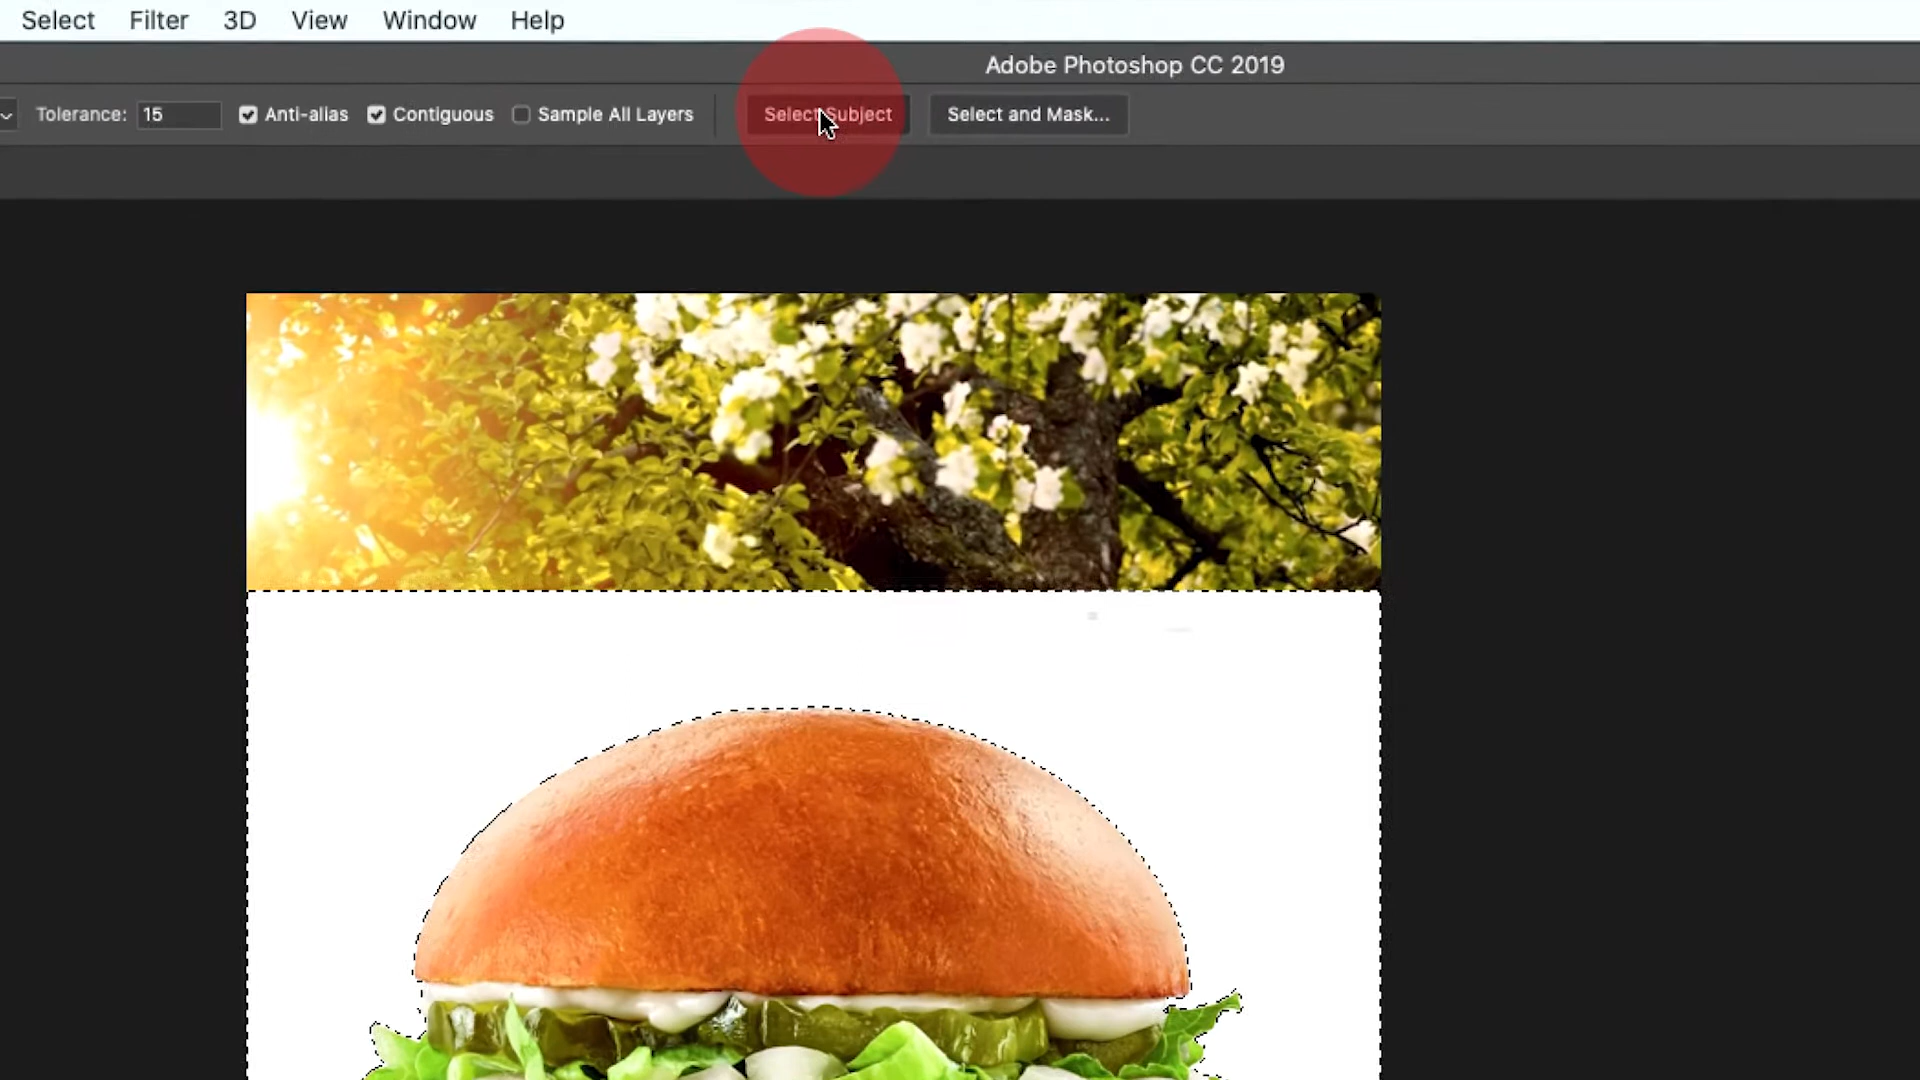 Select Filter 3D View Window Help
Adobe Photoshop CC 2019
Tolerance: 15 Anti-alias Contiguous Sample All Layers Select Subject Select and Mask...